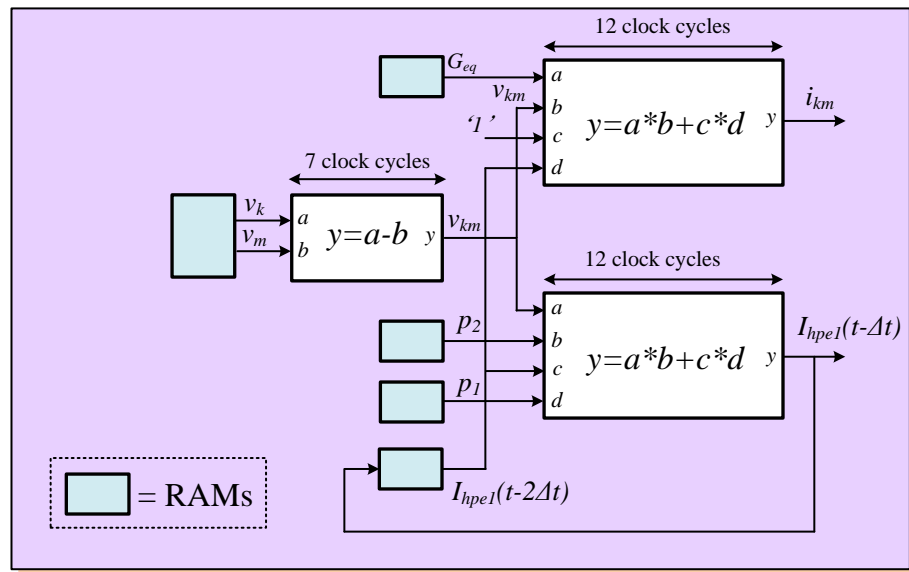 12 clock cycles
G_eq
a
v_km
b
y=a*b+c*d
y
i_km
‘1’
c
d
7 clock cycles
v_k
a
v_m
b
y=a-b
y
v_km
12 clock cycles
a
p_2
b
y=a*b+c*d
y
I_hpe1(t-Δt)
c
p_1
d
I_hpe1(t-2Δt)
= RAMs